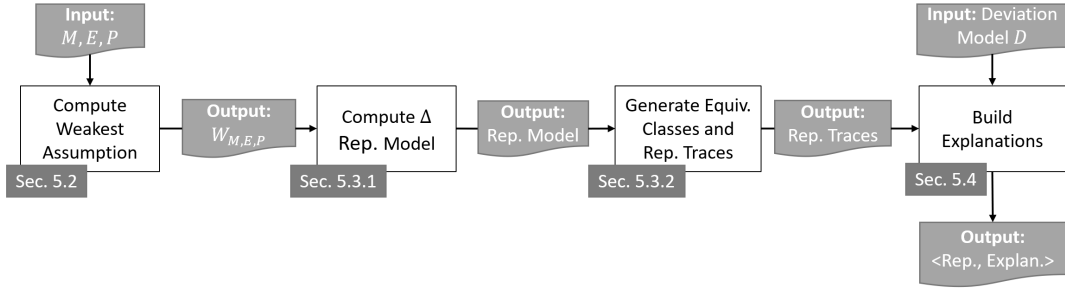 Input:
M, E, P
Compute
Weakest
Assumption
Sec. 5.2
Output:
W_{M,E,P}
Compute Δ
Rep. Model
Sec. 5.3.1
Output:
Rep. Model
Generate Equiv.
Classes and
Rep. Traces
Sec. 5.3.2
Output:
Rep. Traces
Input: Deviation
Model D
Build
Explanations
Sec. 5.4
Output:
<Rep., Explan.>